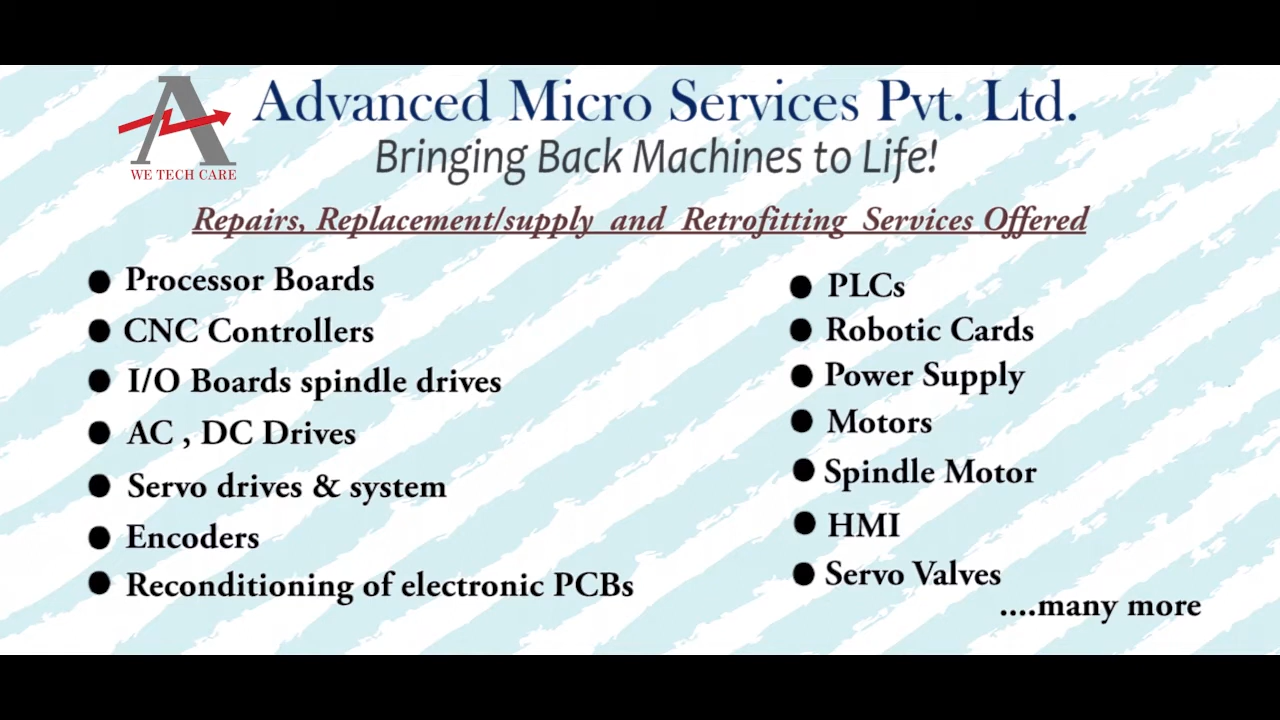 Advanced Micro Services Pvt. Ltd.
WE TECH CARE
Bringing Back Machines to Life!
Repairs, Replacement/supply and Retrofitting Services Offered
Processor Boards
CNC Controllers
I/O Boards spindle drives
AC , DC Drives
Servo drives & system
Encoders
Reconditioning of electronic PCBs
PLCs
Robotic Cards
Power Supply
Motors
Spindle Motor
HMI
Servo Valves
....many more